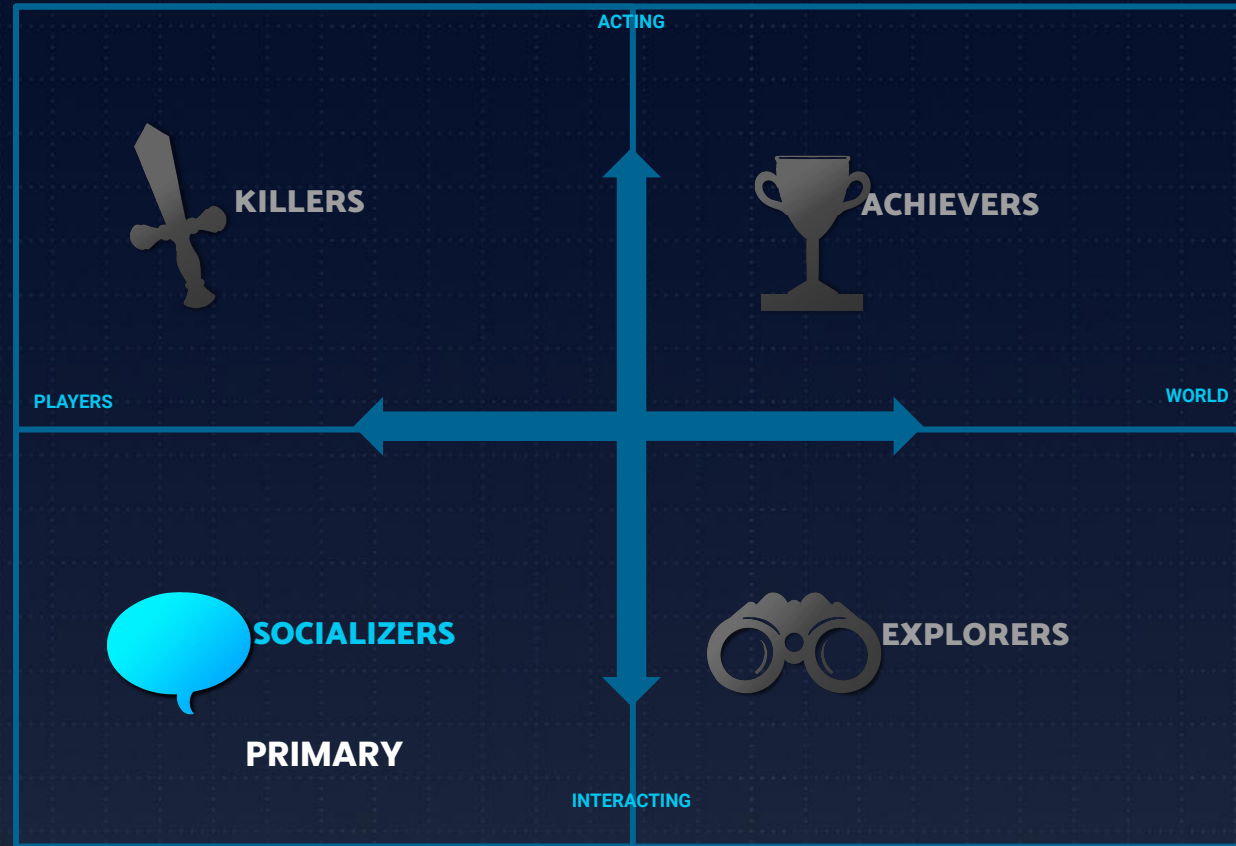 ACTING
KILLERS
ACHIEVERS
PLAYERS
WORLD
SOCIALIZERS
EXPLORERS
PRIMARY
INTERACTING